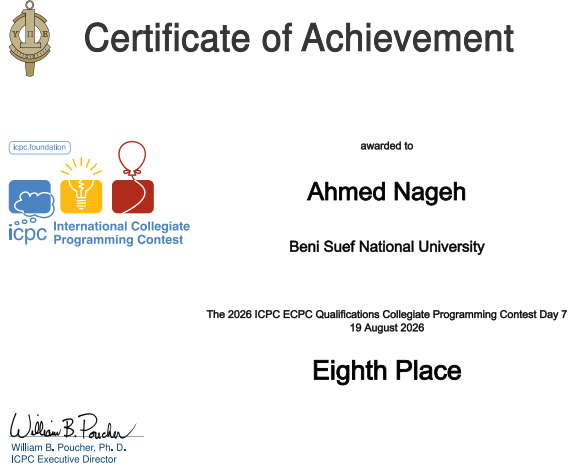 Certificate of Achievement
ΥΠΕ
icpc.foundation
icpc
International Collegiate
Programming Contest
awarded to
Ahmed Nageh
Beni Suef National University
The 2026 ICPC ECPC Qualifications Collegiate Programming Contest Day 7
19 August 2026
Eighth Place
William B. Poucher
William B. Poucher, Ph. D.
ICPC Executive Director